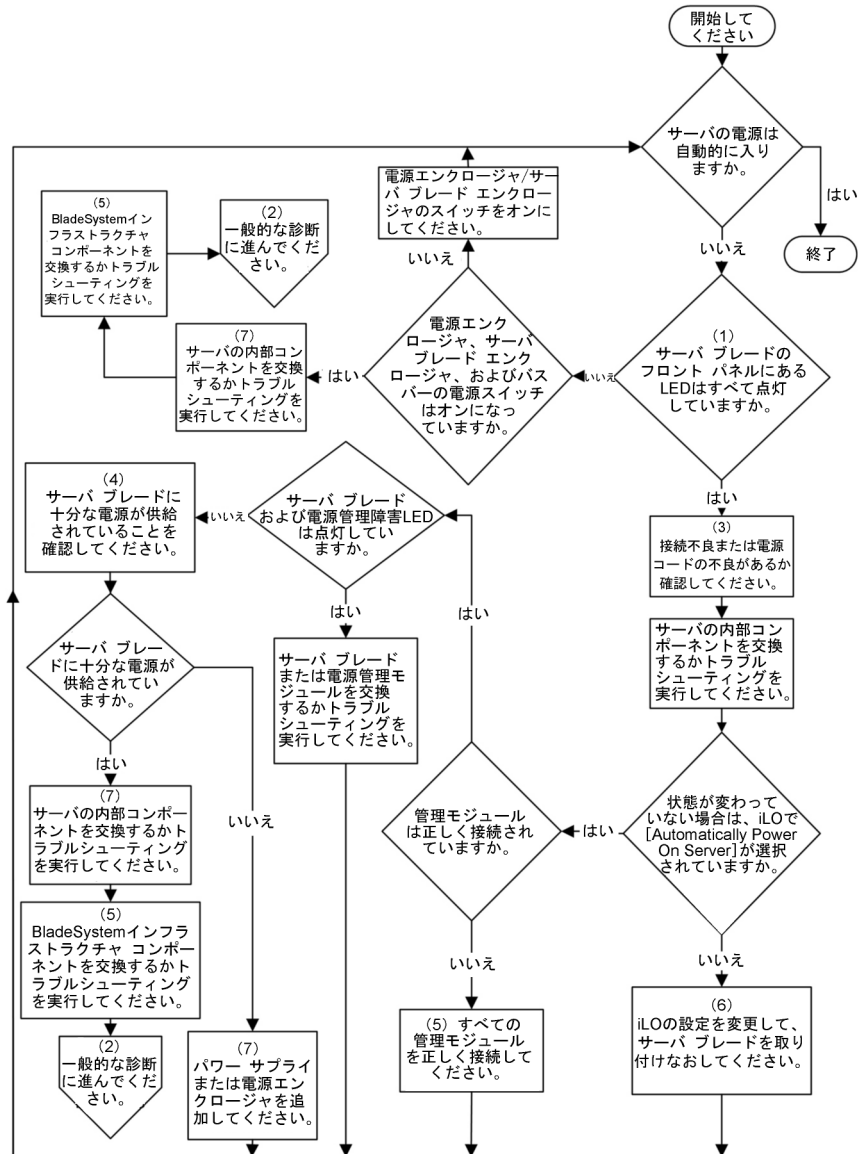 開始して
ください
サーバの電源は
自動的に入り
ますか。
はい
終了
いいえ
電源エンクロージャ/サー
バ ブレード エンクロー
ジャのスイッチをオンに
してください。
いいえ
(5)
BladeSystemインフ
ラストラクチャ
コンポーネントを
交換するかトラブル
シューティングを
実行してください。
(2)
一般的な診断
に進んでくだ
さい。
(1)
サーバ ブレードの
フロント パネルにある
LEDはすべて点灯
していますか。
いいえ
電源エンク
ロージャ、サーバ
ブレード エンク
ロージャ、およびバス
バーの電源スイッチ
はオンになっ
ていますか。
はい
(7)
サーバの内部コン
ポーネントを交換
するかトラブル
シューティングを
実行してください。
はい
(3)
接続不良または電源
コードの不良があるか
確認してください。
サーバの内部コン
ポーネントを交換
するかトラブル
シューティングを
実行してください。
状態が変わって
いない場合は、iLOで
[Automatically Power
On Server]が選択
されていますか。
はい
いいえ
(6)
iLOの設定を変更して、
サーバ ブレードを取り
付けなおしてください。
管理モジュール
は正しく接続され
ていますか。
はい
いいえ
(5) すべての
管理モジュール
を正しく接続して
ください。
サーバ ブレード
および電源管理障害LED
は点灯してい
ますか。
いいえ
はい
サーバ ブレード
または電源管理モ
ジュールを交換
するかトラブル
シューティングを
実行してください。
(4)
サーバ ブレードに
十分な電源が供給
されていることを
確認してください。
サーバ ブレー
ドに十分な電源が
供給されてい
ますか。
はい
いいえ
(7)
サーバの内部コンポー
ネントを交換するかト
ラブルシューティング
を実行してください。
(5)
BladeSystemインフラ
ストラクチャ コンポー
ネントを交換するかト
ラブルシューティング
を実行してください。
(2)
一般的な診断
に進んでくだ
さい。
(7)
パワー サプライ
または電源エン
クロージャを追
加してください。